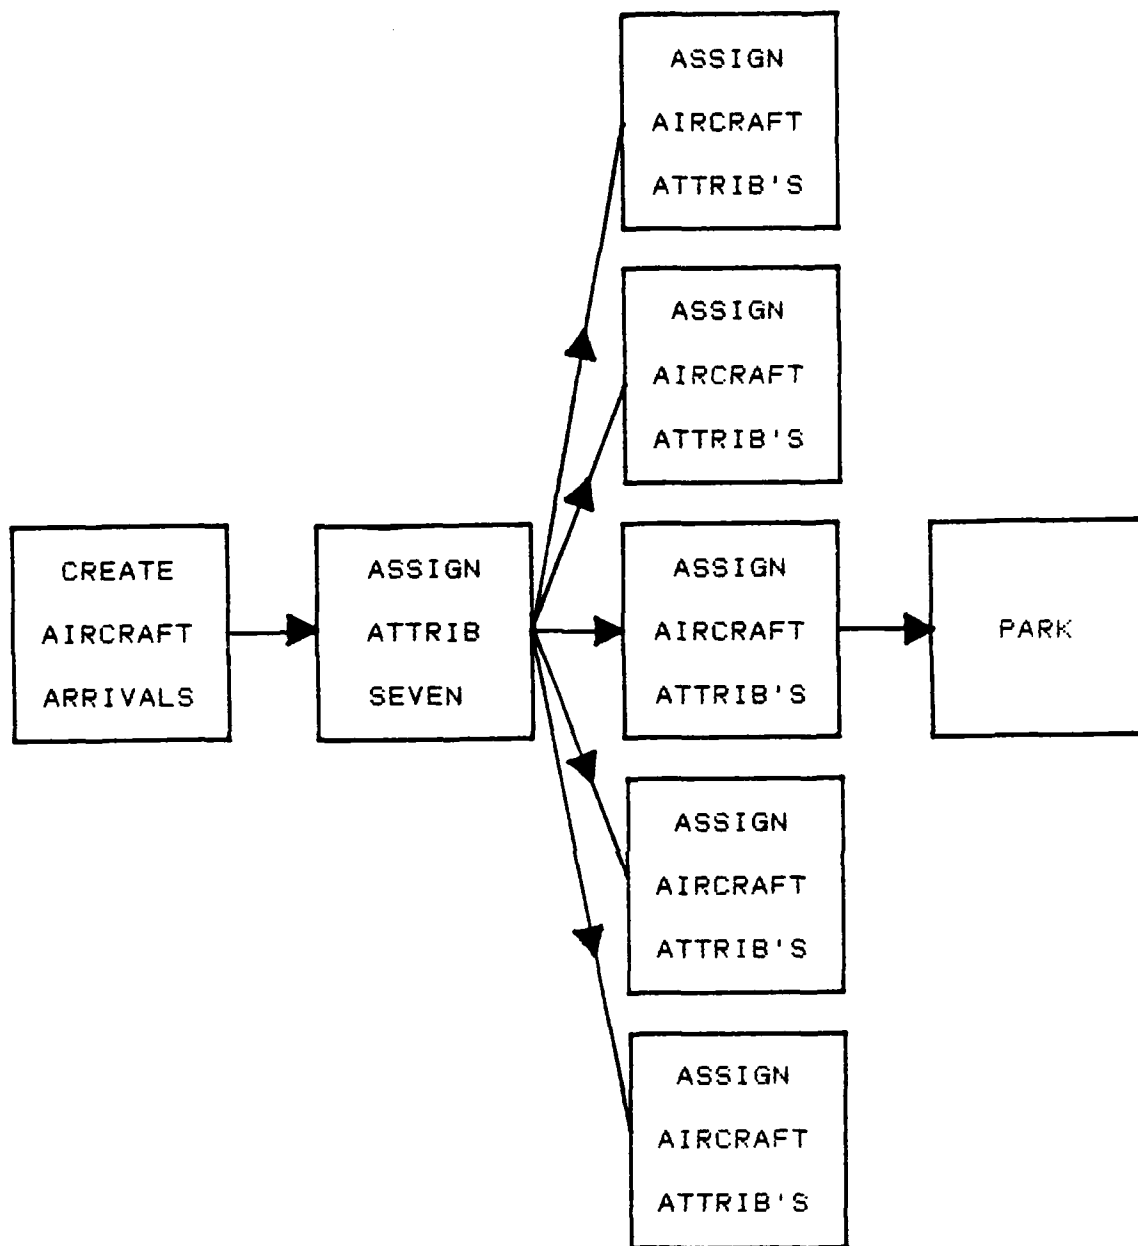 ASSIGN
AIRCRAFT
ATTRIB'S
ASSIGN
AIRCRAFT
ATTRIB'S
CREATE
AIRCRAFT
ARRIVALS
ASSIGN
ATTRIB
SEVEN
ASSIGN
AIRCRAFT
ATTRIB'S
PARK
ASSIGN
AIRCRAFT
ATTRIB'S
ASSIGN
AIRCRAFT
ATTRIB'S